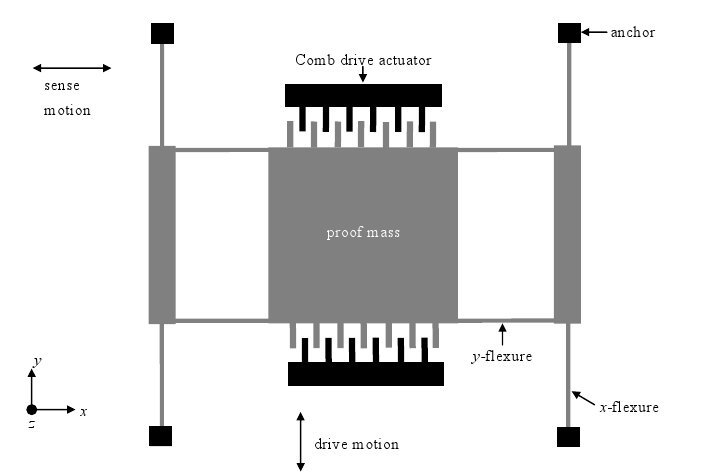 anchor
Comb drive actuator
sense
motion
proof mass
y-flexure
y
x
z
x-flexure
drive motion